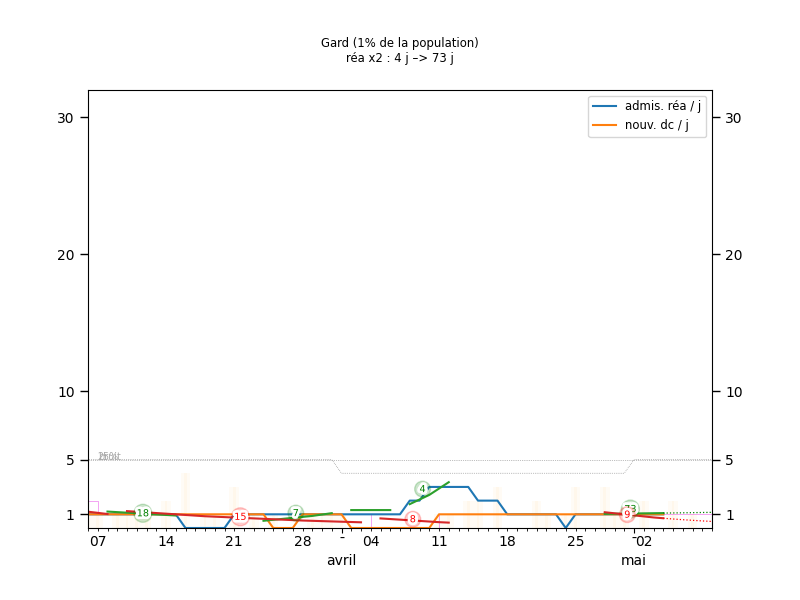 Gard (1% de la population)
réa x2 : 4 j –> 73 j
admis. réa / j
nouv. dc / j
30 30
20 20
10 10
5 5
1 1
18 15 7 8 4 73 9
07 14 21 28 - 04 11 18 25 - 02
avril mai